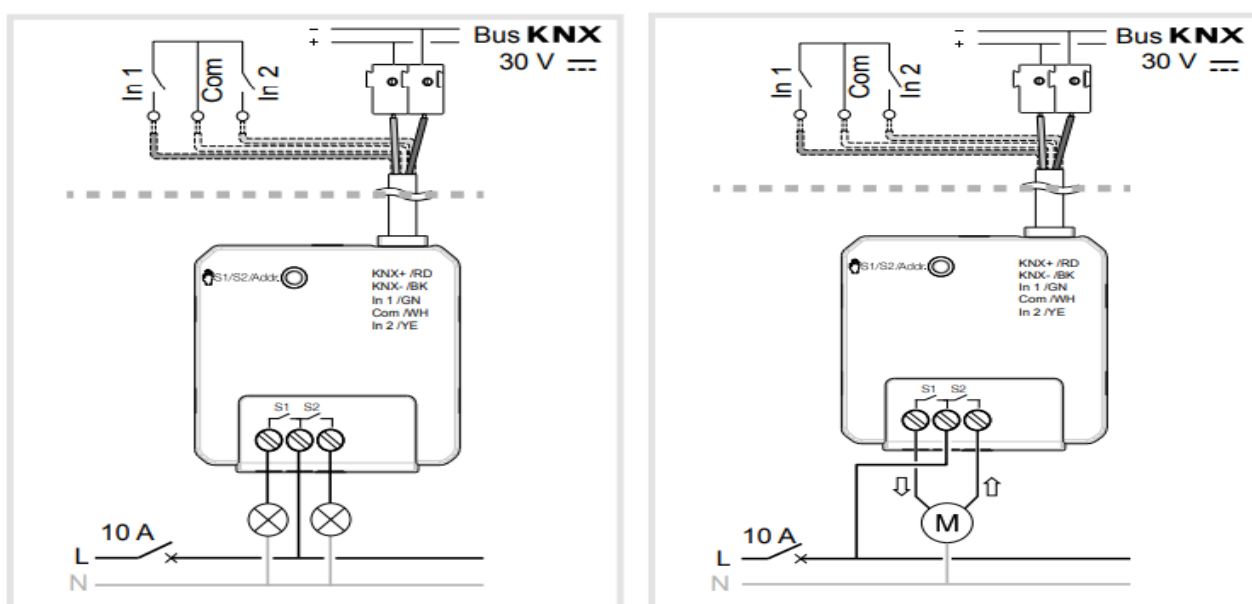 − Bus KNX
+ 30 V
In 1
Com
In 2
S1/S2/Addr.
KNX+ /RD
KNX- /BK
In 1 /GN
Com /WH
In 2 /YE
S1 S2
10 A
L
N
− Bus KNX
+ 30 V
In 1
Com
In 2
S1/S2/Addr.
KNX+ /RD
KNX- /BK
In 1 /GN
Com /WH
In 2 /YE
S1 S2
M
10 A
L
N